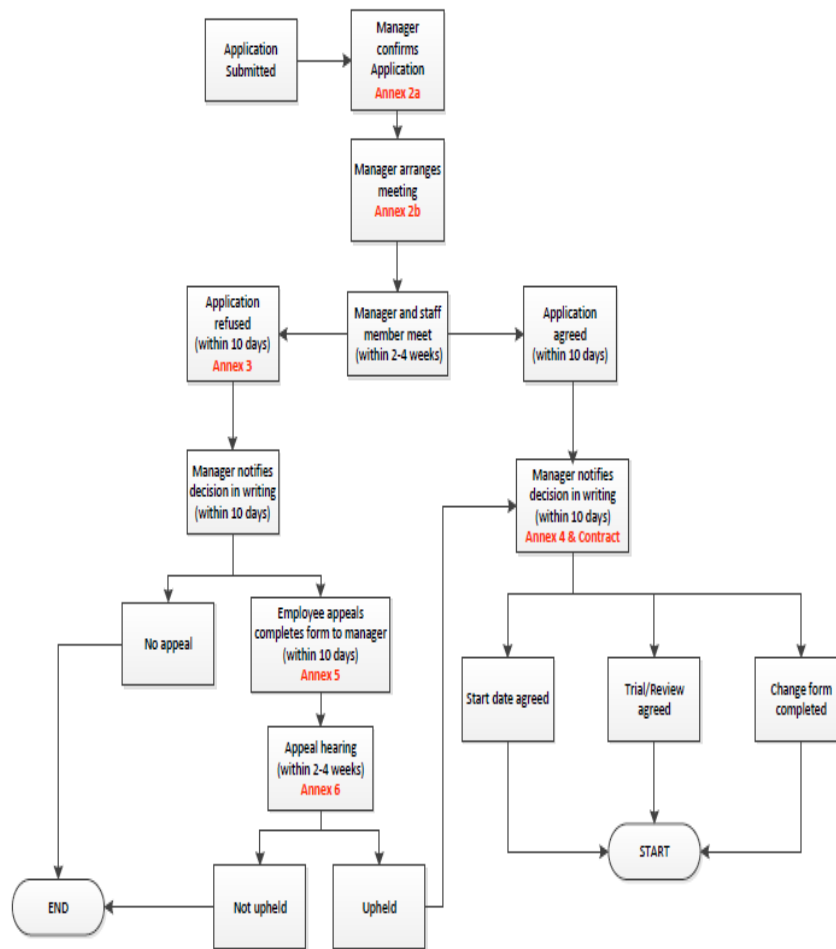 Application
Submitted
Manager
confirms
Application
Annex 2a
Manager arranges
meeting
Annex 2b
Application
refused
(within 10 days)
Annex 3
Manager and staff
member meet
(within 2-4 weeks)
Application
agreed
(within 10 days)
Manager notifies
decision in writing
(within 10 days)
Manager notifies
decision in writing
(within 10 days)
Annex 4 & Contract
No appeal
Employee appeals
completes form to manager
(within 10 days)
Annex 5
Start date agreed
Trial/Review
agreed
Change form
completed
Appeal hearing
(within 2-4 weeks)
Annex 6
START
END
Not upheld
Upheld